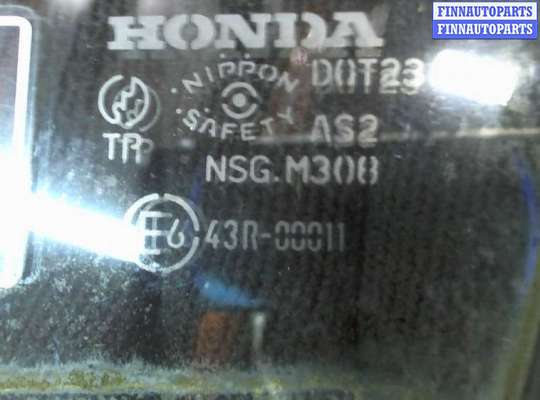 FINNAUTOPARTS
FINNAUTOPARTS
HONDA
NIPPON SAFETY
DOT23
AS2
TP
NSG.M308
E6 43R-00011